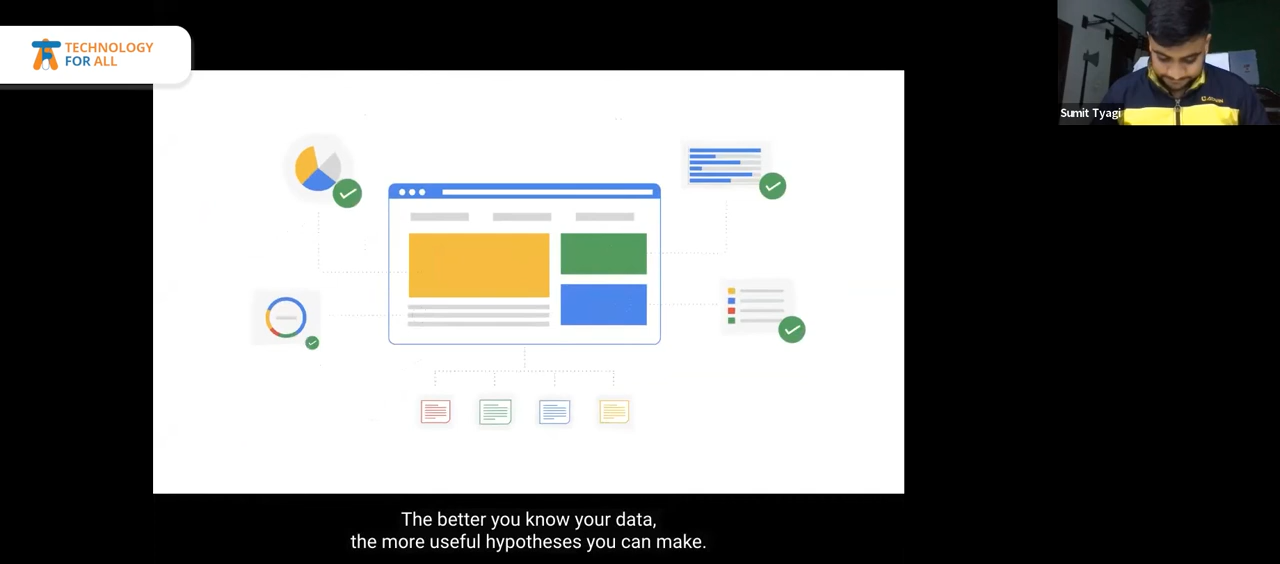 TECHNOLOGY
FOR ALL
Sumit Tyagi
The better you know your data,
the more useful hypotheses you can make.